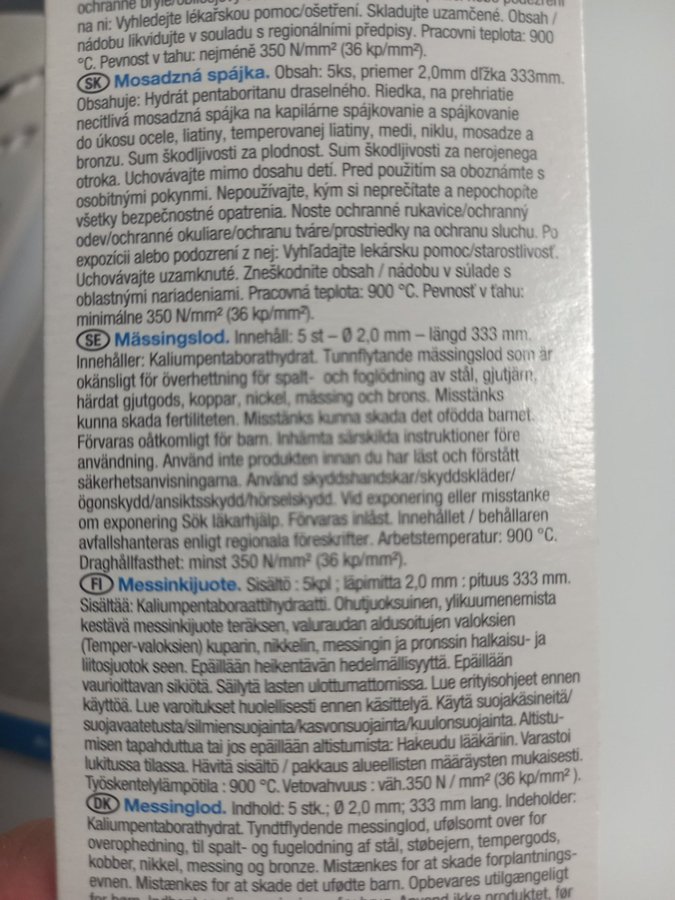 ochranné brýle/obličejový
na ni: Vyhledejte lékařskou pomoc/ošetření. Skladujte uzamčené. Obsah /
nádobu likvidujte v souladu s regionálními předpisy. Pracovni teplota: 900
°C. Pevnost v tahu: nejméně 350 N/mm² (36 kp/mm²).
SK Mosadzná spájka. Obsah: 5ks, priemer 2,0mm dľžka 333mm.
Obsahuje: Hydrát pentaboritanu draselného. Riedka, na prehriatie
necitlivá mosadzná spájka na kapilárne spájkovanie a spájkovanie
do úkosu ocele, liatiny, temperovanej liatiny, medi, niklu, mosadze a
bronzu. Sum škodljivosti za plodnost. Sum škodljivosti za nerojenega
otroka. Uchovávajte mimo dosahu detí. Pred použitím sa oboznámte s
osobitnými pokynmi. Nepoužívajte, kým si neprečítate a nepochopíte
všetky bezpečnostné opatrenia. Noste ochranné rukavice/ochranný
odev/ochranné okuliare/ochranu tváre/prostriedky na ochranu sluchu. Po
expozícii alebo podozrení z nej: Vyhľadajte lekársku pomoc/starostlivosť.
Uchovávajte uzamknuté. Zneškodnite obsah / nádobu v súlade s
oblastnými nariadeniami. Pracovná teplota: 900 °C. Pevnosť v ťahu:
minimálne 350 N/mm² (36 kp/mm²).
SE Mässingslod. Innehåll: 5 st – Ø 2,0 mm – längd 333 mm.
Innehåller: Kaliumpentaborathydrat. Tunnflytande mässingslod som är
okänsligt för överhettning för spalt- och foglödning av stål, gjutjärn,
härdat gjutgods, koppar, nickel, mässing och brons. Misstänks
kunna skada fertiliteten. Misstänks kunna skada det ofödda barnet.
Förvaras oåtkomligt för barn. Inhämta särskilda instruktioner före
användning. Använd inte produkten innan du har läst och förstått
säkerhetsanvisningarna. Använd skyddshandskar/skyddskläder/
ögonskydd/ansiktsskydd/hörselskydd. Vid exponering eller misstanke
om exponering Sök läkarhjälp. Förvaras inlåst. Innehållet / behållaren
avfallshanteras enligt regionala föreskrifter. Arbetstemperatur: 900 °C.
Draghållfasthet: minst 350 N/mm² (36 kp/mm²).
FI Messinkijuote. Sisältö : 5kpl ; läpimitta 2,0 mm : pituus 333 mm.
Sisältää: Kaliumpentaboraattihydraatti. Ohutjuoksuinen, ylikuumenemista
kestävä messinkijuote teräksen, valuraudan aldusoitujen valoksien
(Temper-valoksien) kuparin, nikkelin, messingin ja pronssin halkaisu- ja
liitosjuotok seen. Epäillään heikentävän hedelmällisyyttä. Epäillään
vaurioittavan sikiötä. Säilytä lasten ulottumattomissa. Lue erityisohjeet ennen
käyttöä. Lue varoitukset huolellisesti ennen käsittelyä. Käytä suojakäsineitä/
suojavaatetusta/silmiensuojainta/kasvonsuojainta/kuulonsuojainta. Altistu-
misen tapahduttua tai jos epäillään altistumista: Hakeudu lääkäriin. Varastoi
lukitussa tilassa. Hävitä sisältö / pakkaus alueellisten määräysten mukaisesti.
Työskentelylämpötila : 900 °C. Vetovahvuus : väh.350 N / mm² (36 kp/mm² ).
DK Messinglod. Indhold: 5 stk.; Ø 2,0 mm; 333 mm lang. Indeholder:
Kaliumpentaborathydrat. Tyndtflydende messinglod, ufølsomt over for
overophedning, til spalt- og fugelodning af stål, støbejern, tempergods,
kobber, nikkel, messing og bronze. Mistænkes for at skade forplantnings-
evnen. Mistænkes for at skade det ufødte barn. Opbevares utilgængeligt
for barn. Anvend ikke produktet, før